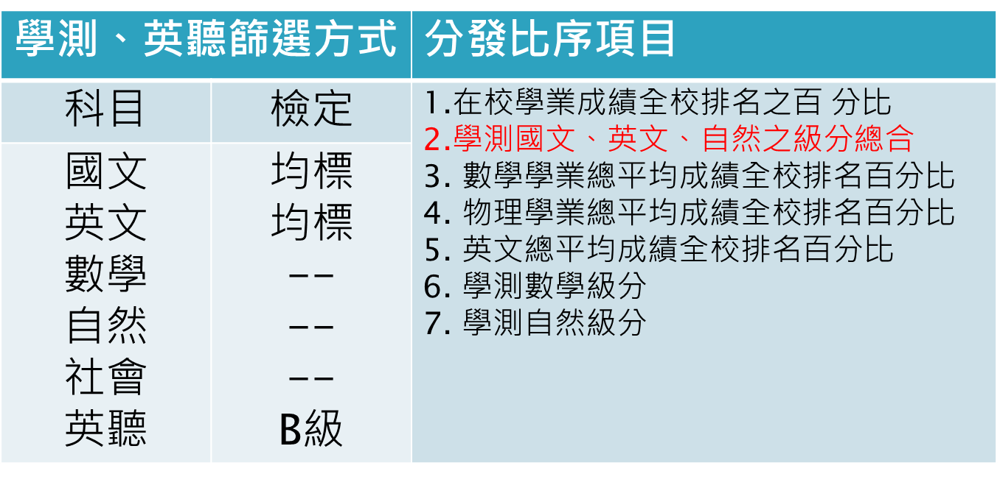 學測、英聽篩選方式 分發比序項目
科目 檢定
國文 均標
英文 均標
數學 --
自然 --
社會 --
英聽 B級
1.在校學業成績全校排名之百 分比
2.學測國文、英文、自然之級分總合
3. 數學學業總平均成績全校排名百分比
4. 物理學業總平均成績全校排名百分比
5. 英文總平均成績全校排名百分比
6. 學測數學級分
7. 學測自然級分